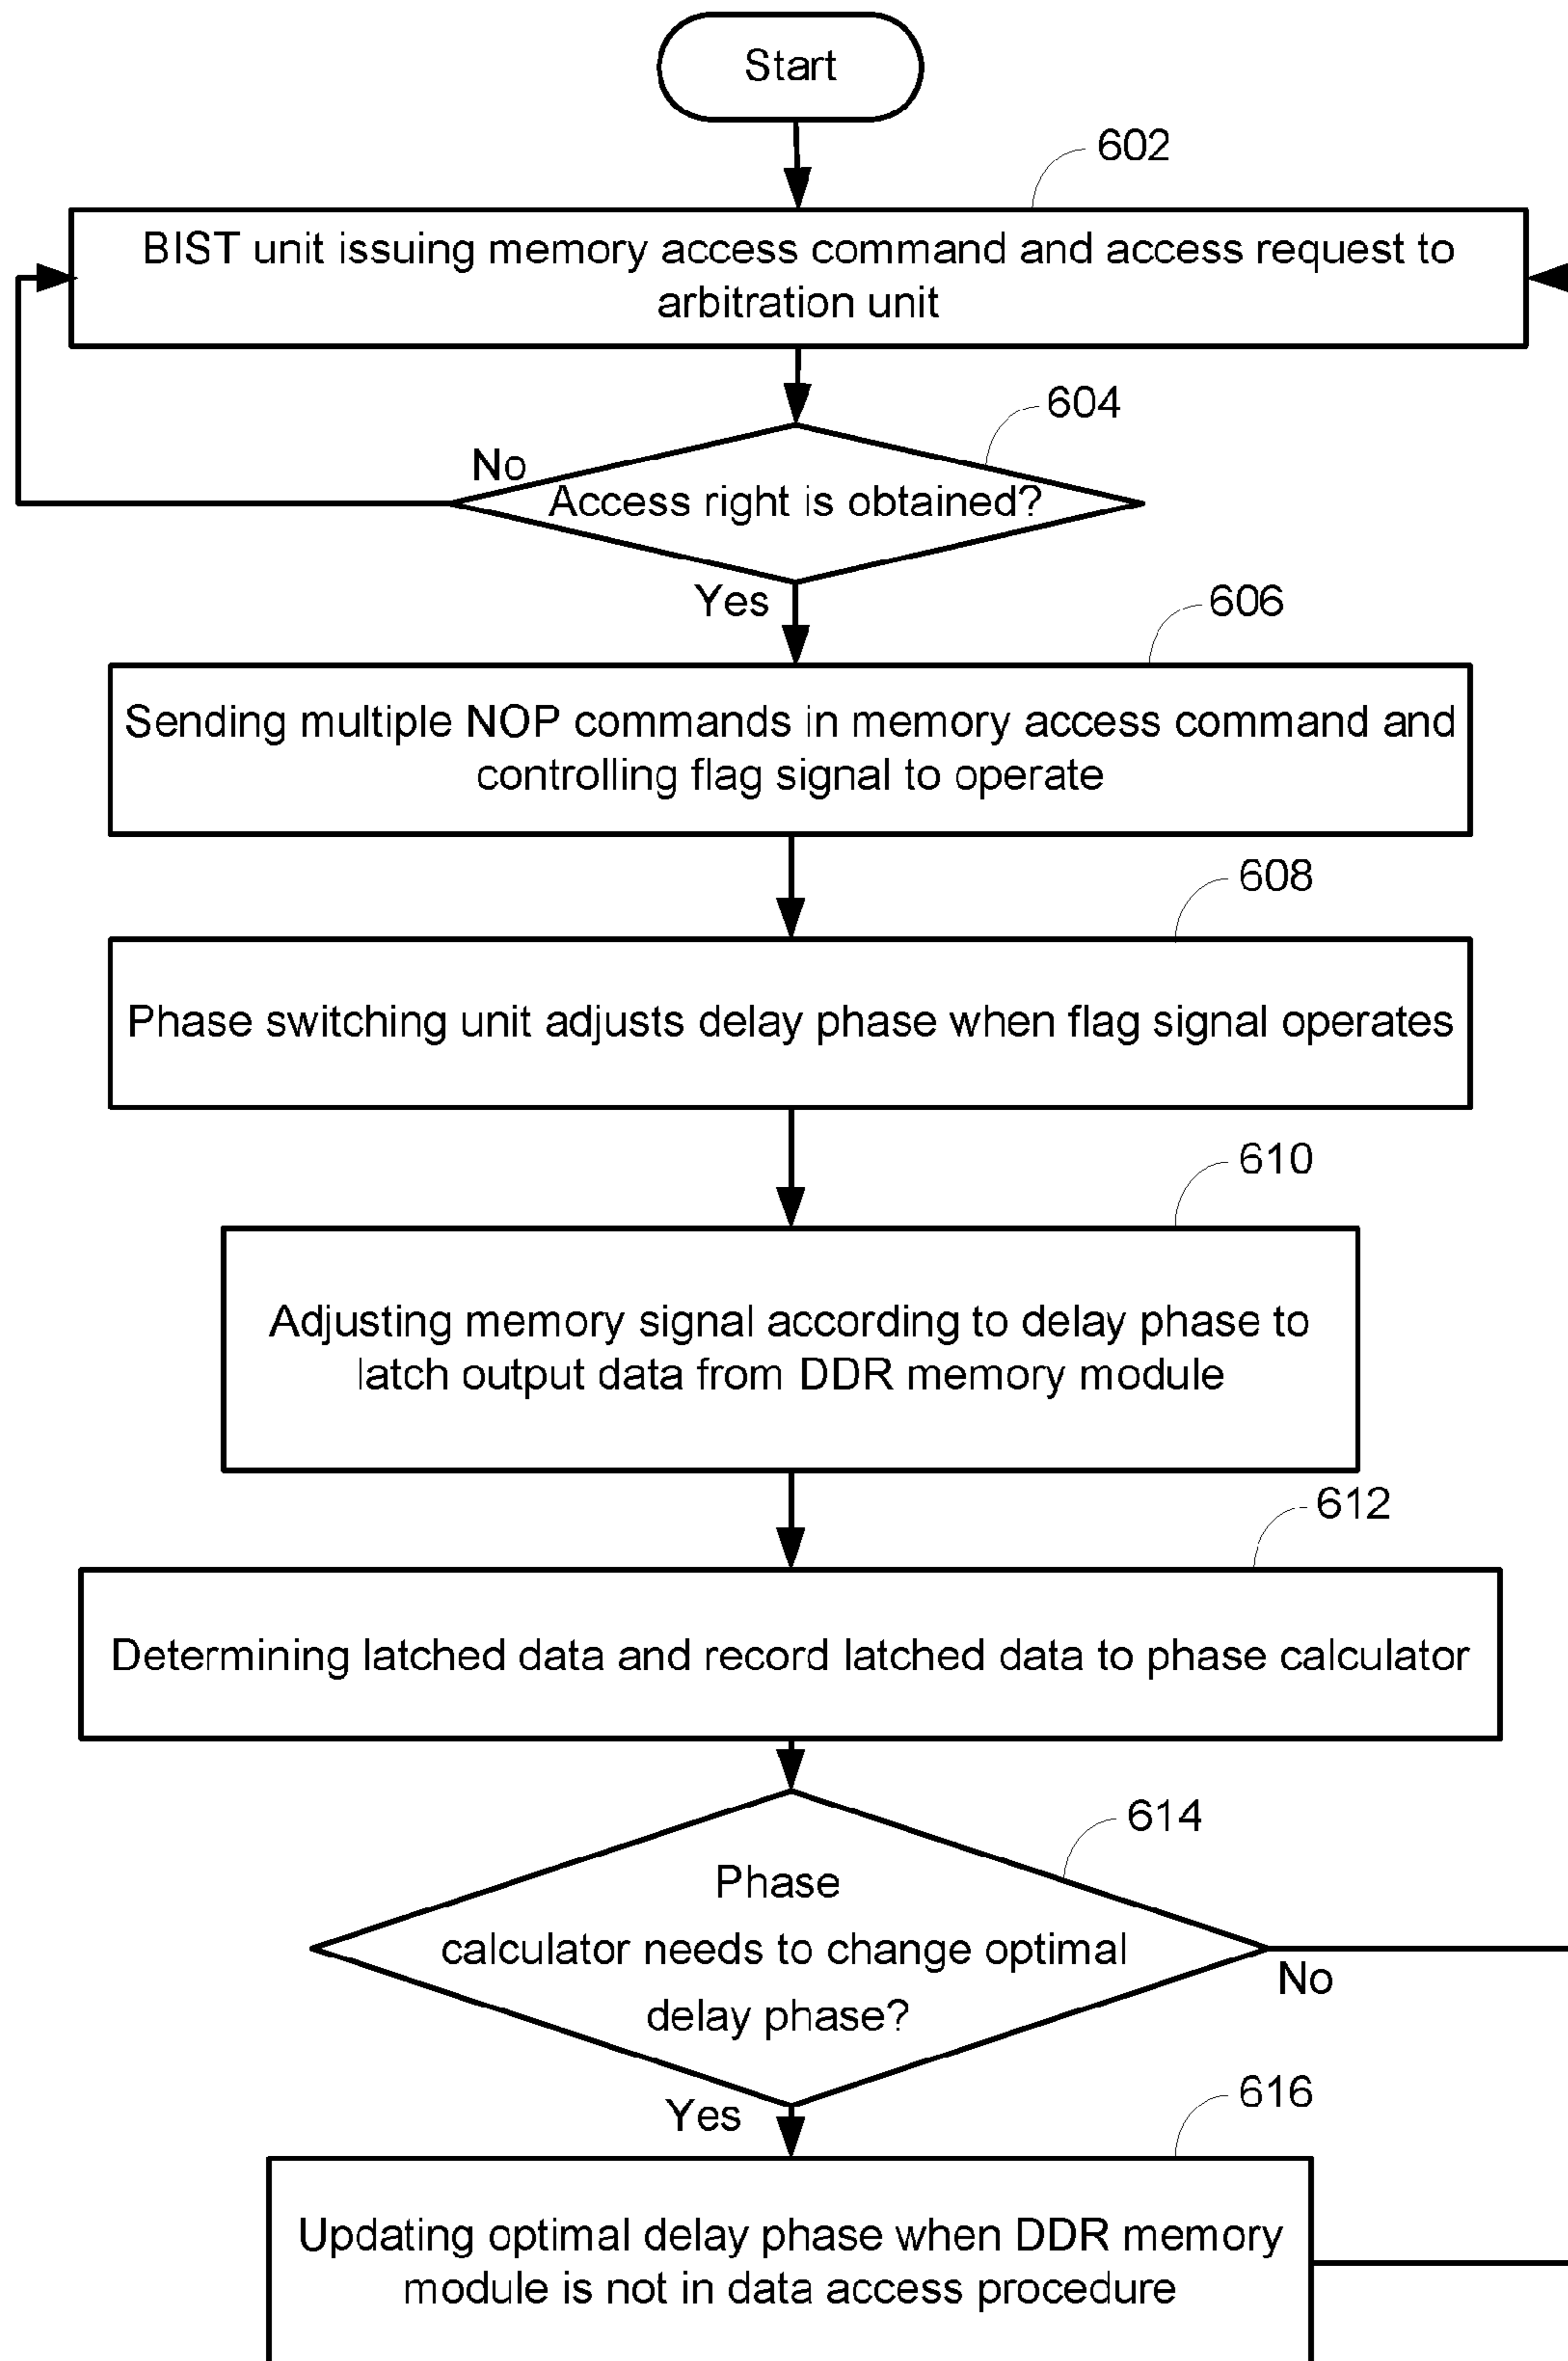 Start
602
BIST unit issuing memory access command and access request to
arbitration unit
604
No
Access right is obtained?
Yes
606
Sending multiple NOP commands in memory access command and
controlling flag signal to operate
608
Phase switching unit adjusts delay phase when flag signal operates
610
Adjusting memory signal according to delay phase to
latch output data from DDR memory module
612
Determining latched data and record latched data to phase calculator
614
Phase
calculator needs to change optimal
delay phase?
No
Yes
616
Updating optimal delay phase when DDR memory
module is not in data access procedure